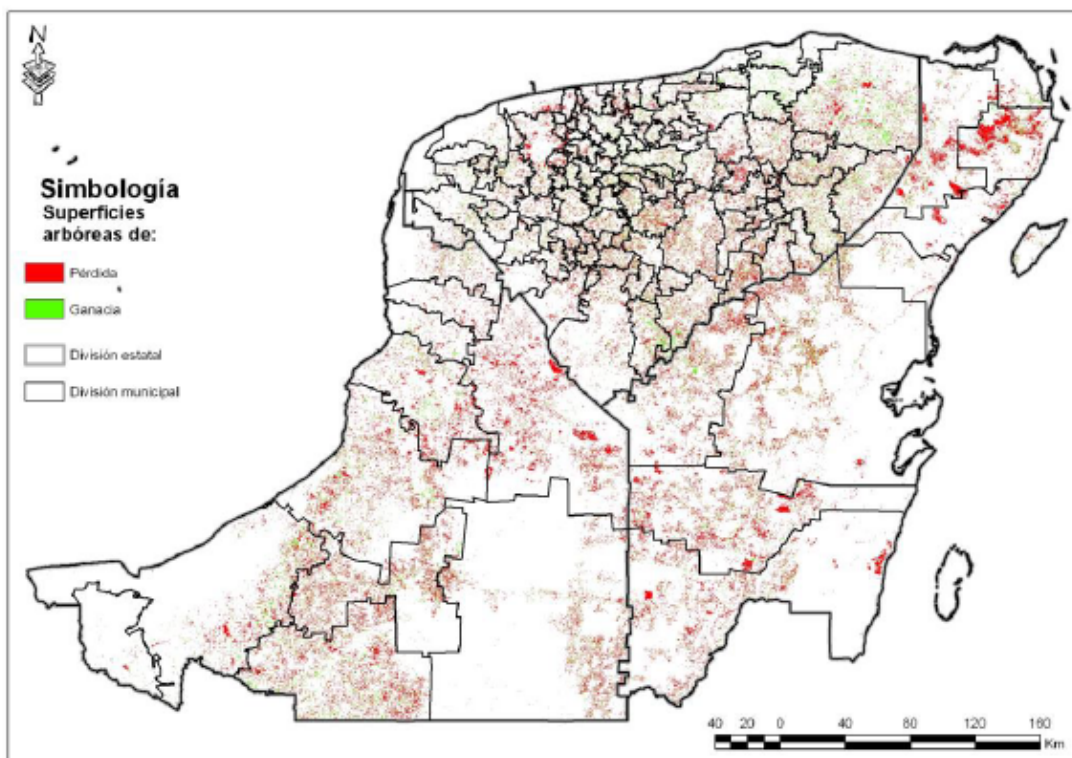 N
Simbología
Superficies
arbóreas de:
Pérdida
Ganacia
División estatal
División municipal
40 20 0 40 80 120 160
Km